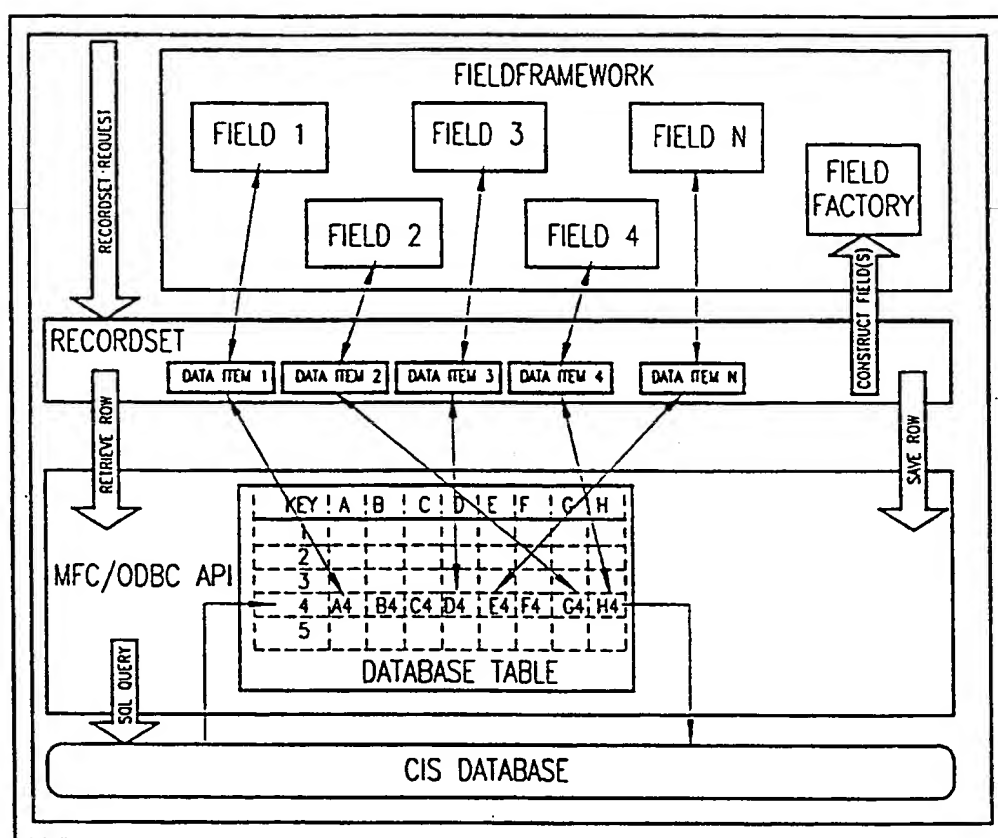 FIELDFRAMEWORK
FIELD 1
FIELD 3
FIELD N
FIELD
FACTORY
FIELD 2
FIELD 4
RECORDSET REQUEST
CONSTRUCT FIELD(S)
RECORDSET
DATA ITEM 1
DATA ITEM 2
DATA ITEM 3
DATA ITEM 4
DATA ITEM N
RETRIEVE ROW
SAVE ROW
KEY A B C D E F G H
1
2
3
4 A4 B4 C4 D4 E4 F4 G4 H4
5
DATABASE TABLE
MFC/ODBC API
SQL QUERY
CIS DATABASE